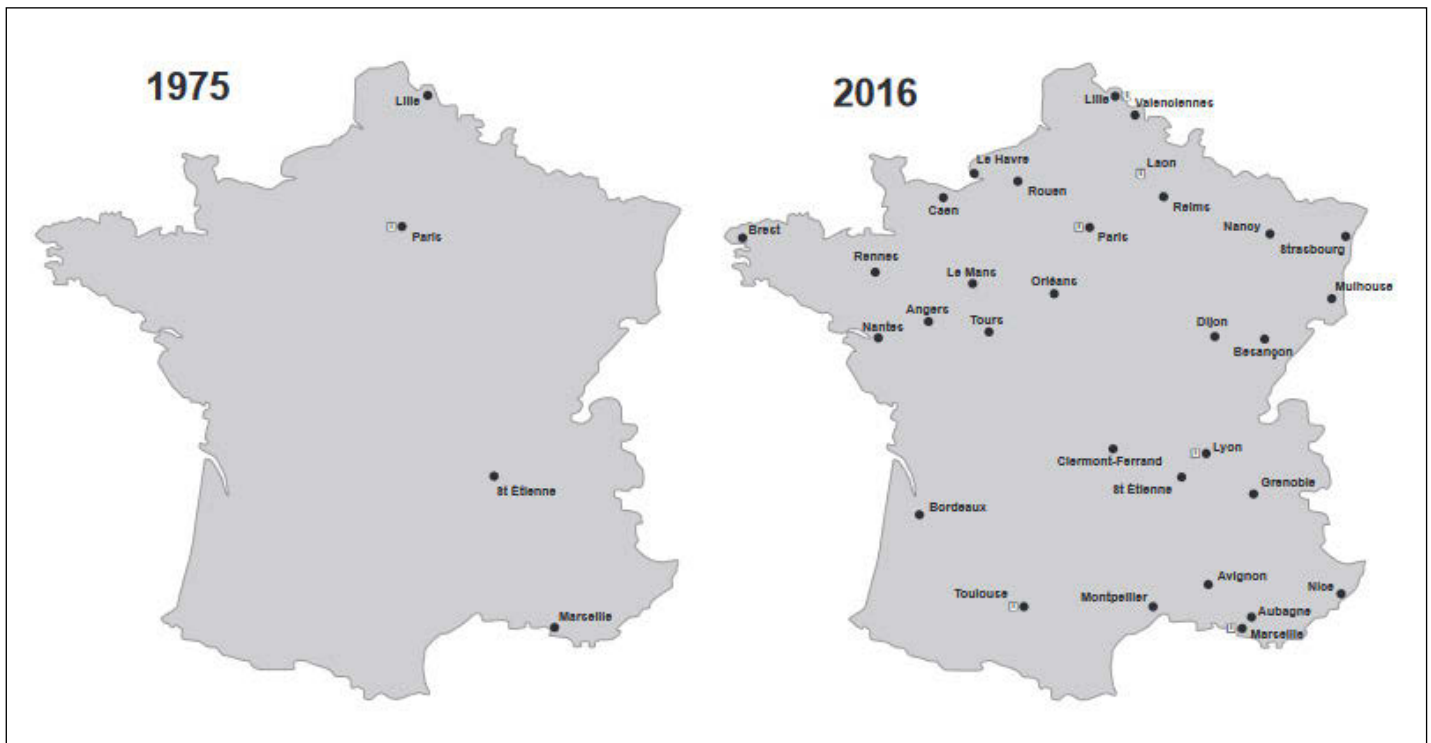 1975
Lille
Paris
St Étienne
Marseille
2016
Lille
Valenciennes
Le Havre
Laon
Rouen
Reims
Caen
Brest
Paris
Nancy
Strasbourg
Rennes
Le Mans
Orléans
Mulhouse
Angers
Nantes
Tours
Dijon
Besançon
Lyon
Clermont-Ferrand
St Étienne
Grenoble
Bordeaux
Avignon
Nice
Toulouse
Montpellier
Aubagne
Marseille